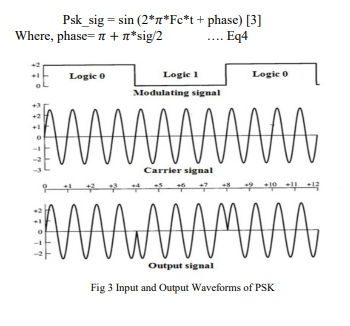 Psk_sig = sin (2*π*Fc*t + phase) [3]
Where, phase= π + π*sig/2 …. Eq4
+2
+1
0
Logic 0 Logic 1 Logic 0
Modulating signal
+3
+2
+1
0
-1
-2
-3
Carrier signal
0 +1 +2 +3 +4 +5 +6 +7 +8 +9 +10 +11 +12
+2
+1
0
-1
-2
Output signal
Fig 3 Input and Output Waveforms of PSK